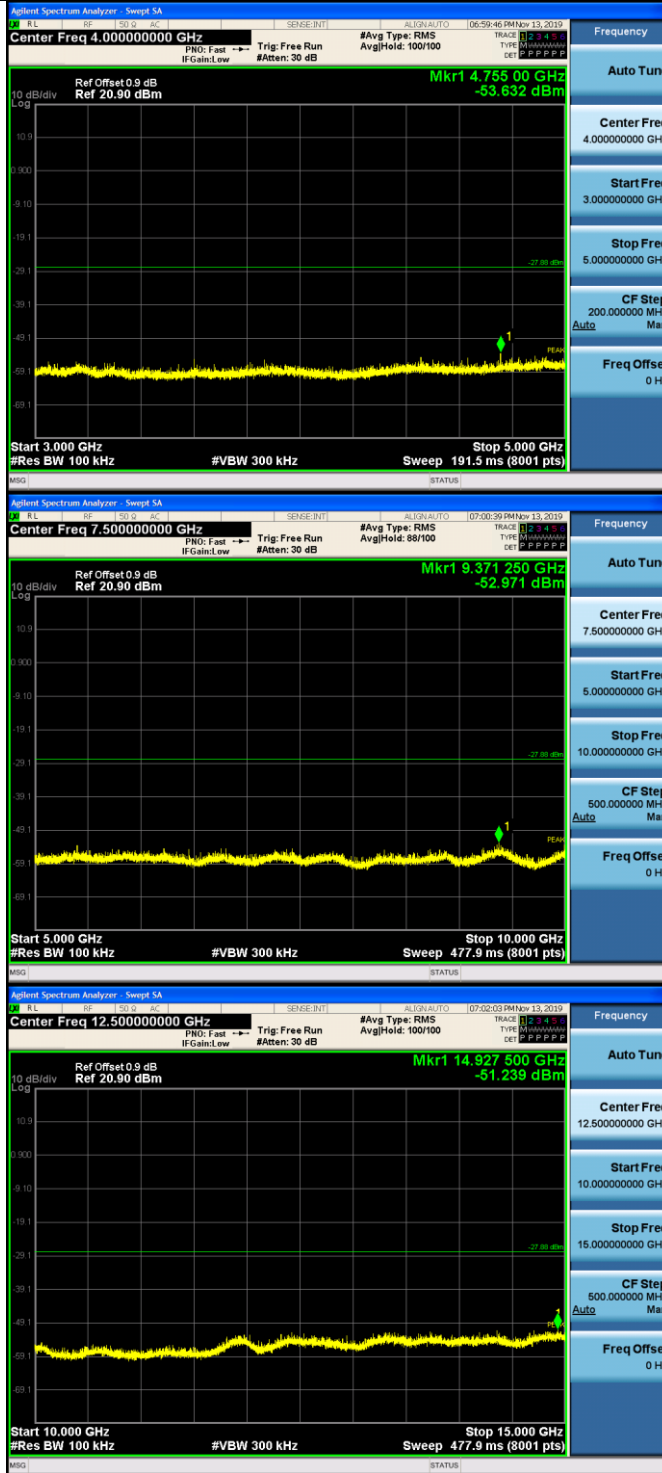 Agilent Spectrum Analyzer - Swept SA
RL RF 50 Ω AC SENSE:INT ALIGNAUTO 06:59:46 PM Nov 13, 2019
Center Freq 4.000000000 GHz
PNO: Fast
IFGain:Low
Trig: Free Run
#Atten: 30 dB
#Avg Type: RMS
Avg|Hold: 100/100
TRACE 1 2 3 4 5 6
TYPE M
DET P P P P P P
Frequency
Mkr1 4.755 00 GHz
-53.632 dBm
Ref Offset 0.9 dB
Ref 20.90 dBm
10 dB/div
Log
10.9
0.900
-9.10
-19.1
-29.1
-39.1
-49.1
-59.1
-69.1
-27.88 dBm
1
PEAK
Start 3.000 GHz
#Res BW 100 kHz
#VBW 300 kHz
Stop 5.000 GHz
Sweep 191.5 ms (8001 pts)
MSG STATUS
Auto Tun
Center Fre
4.000000000 GH
Start Fre
3.000000000 GH
Stop Fre
5.000000000 GH
CF Ste
200.000000 MH
Auto Ma
Freq Offse
0 H
Agilent Spectrum Analyzer - Swept SA
RL RF 50 Ω AC SENSE:INT ALIGNAUTO 07:00:39 PM Nov 13, 2019
Center Freq 7.500000000 GHz
PNO: Fast
IFGain:Low
Trig: Free Run
#Atten: 30 dB
#Avg Type: RMS
Avg|Hold: 88/100
TRACE 1 2 3 4 5 6
TYPE M
DET P P P P P P
Frequency
Mkr1 9.371 250 GHz
-52.971 dBm
Ref Offset 0.9 dB
Ref 20.90 dBm
10 dB/div
Log
10.9
0.900
-9.10
-19.1
-29.1
-39.1
-49.1
-59.1
-69.1
-27.88 dBm
1
PEAK
Start 5.000 GHz
#Res BW 100 kHz
#VBW 300 kHz
Stop 10.000 GHz
Sweep 477.9 ms (8001 pts)
MSG STATUS
Auto Tun
Center Fre
7.500000000 GH
Start Fre
5.000000000 GH
Stop Fre
10.000000000 GH
CF Ste
500.000000 MH
Auto Ma
Freq Offse
0 H
Agilent Spectrum Analyzer - Swept SA
RL RF 50 Ω AC SENSE:INT ALIGNAUTO 07:02:03 PM Nov 13, 2019
Center Freq 12.500000000 GHz
PNO: Fast
IFGain:Low
Trig: Free Run
#Atten: 30 dB
#Avg Type: RMS
Avg|Hold: 100/100
TRACE 1 2 3 4 5 6
TYPE M
DET P P P P P P
Frequency
Mkr1 14.927 500 GHz
-51.239 dBm
Ref Offset 0.9 dB
Ref 20.90 dBm
10 dB/div
Log
10.9
0.900
-9.10
-19.1
-29.1
-39.1
-49.1
-59.1
-69.1
-27.88 dBm
1
Start 10.000 GHz
#Res BW 100 kHz
#VBW 300 kHz
Stop 15.000 GHz
Sweep 477.9 ms (8001 pts)
MSG STATUS
Auto Tun
Center Fre
12.500000000 GH
Start Fre
10.000000000 GH
Stop Fre
15.000000000 GH
CF Ste
500.000000 MH
Auto Ma
Freq Offse
0 H